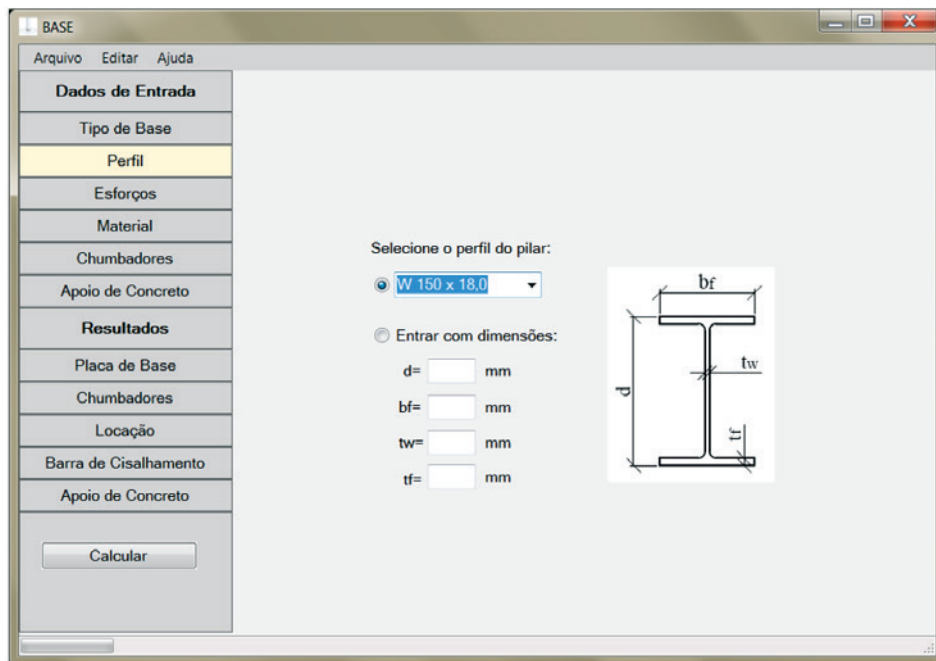 BASE
Arquivo Editar Ajuda
Dados de Entrada
Tipo de Base
Perfil
Esforços
Material
Chumbadores
Apoio de Concreto
Resultados
Placa de Base
Chumbadores
Locação
Barra de Cisalhamento
Apoio de Concreto
Calcular
Selecione o perfil do pilar:
W 150 x 18,0
Entrar com dimensões:
d= mm
bf= mm
tw= mm
tf= mm
bf
d
tw
tf